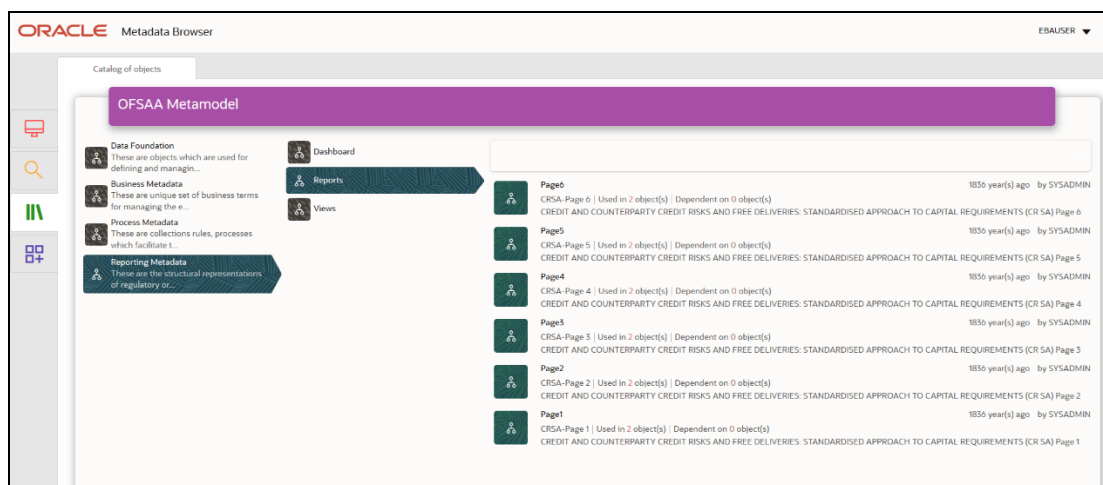 ORACLE Metadata Browser
EBAUSER
Catalog of objects
OFSAA Metamodel
Data Foundation
These are objects which are used for
defining and managin...
Business Metadata
These are unique set of business terms
for managing the e...
Process Metadata
These are collections rules, processes
which facilitate t...
Reporting Metadata
These are the structural representations
of regulatory or...
Dashboard
Reports
Views
Page6 1836 year(s) ago by SYSADMIN
CRSA-Page 6 | Used in 2 object(s) | Dependent on 0 object(s)
CREDIT AND COUNTERPARTY CREDIT RISKS AND FREE DELIVERIES: STANDARDISED APPROACH TO CAPITAL REQUIREMENTS (CR SA) Page 6
Page5 1836 year(s) ago by SYSADMIN
CRSA-Page 5 | Used in 2 object(s) | Dependent on 0 object(s)
CREDIT AND COUNTERPARTY CREDIT RISKS AND FREE DELIVERIES: STANDARDISED APPROACH TO CAPITAL REQUIREMENTS (CR SA) Page 5
Page4 1836 year(s) ago by SYSADMIN
CRSA-Page 4 | Used in 2 object(s) | Dependent on 0 object(s)
CREDIT AND COUNTERPARTY CREDIT RISKS AND FREE DELIVERIES: STANDARDISED APPROACH TO CAPITAL REQUIREMENTS (CR SA) Page 4
Page3 1836 year(s) ago by SYSADMIN
CRSA-Page 3 | Used in 2 object(s) | Dependent on 0 object(s)
CREDIT AND COUNTERPARTY CREDIT RISKS AND FREE DELIVERIES: STANDARDISED APPROACH TO CAPITAL REQUIREMENTS (CR SA) Page 3
Page2 1836 year(s) ago by SYSADMIN
CRSA-Page 2 | Used in 2 object(s) | Dependent on 0 object(s)
CREDIT AND COUNTERPARTY CREDIT RISKS AND FREE DELIVERIES: STANDARDISED APPROACH TO CAPITAL REQUIREMENTS (CR SA) Page 2
Page1 1836 year(s) ago by SYSADMIN
CRSA-Page 1 | Used in 2 object(s) | Dependent on 0 object(s)
CREDIT AND COUNTERPARTY CREDIT RISKS AND FREE DELIVERIES: STANDARDISED APPROACH TO CAPITAL REQUIREMENTS (CR SA) Page 1